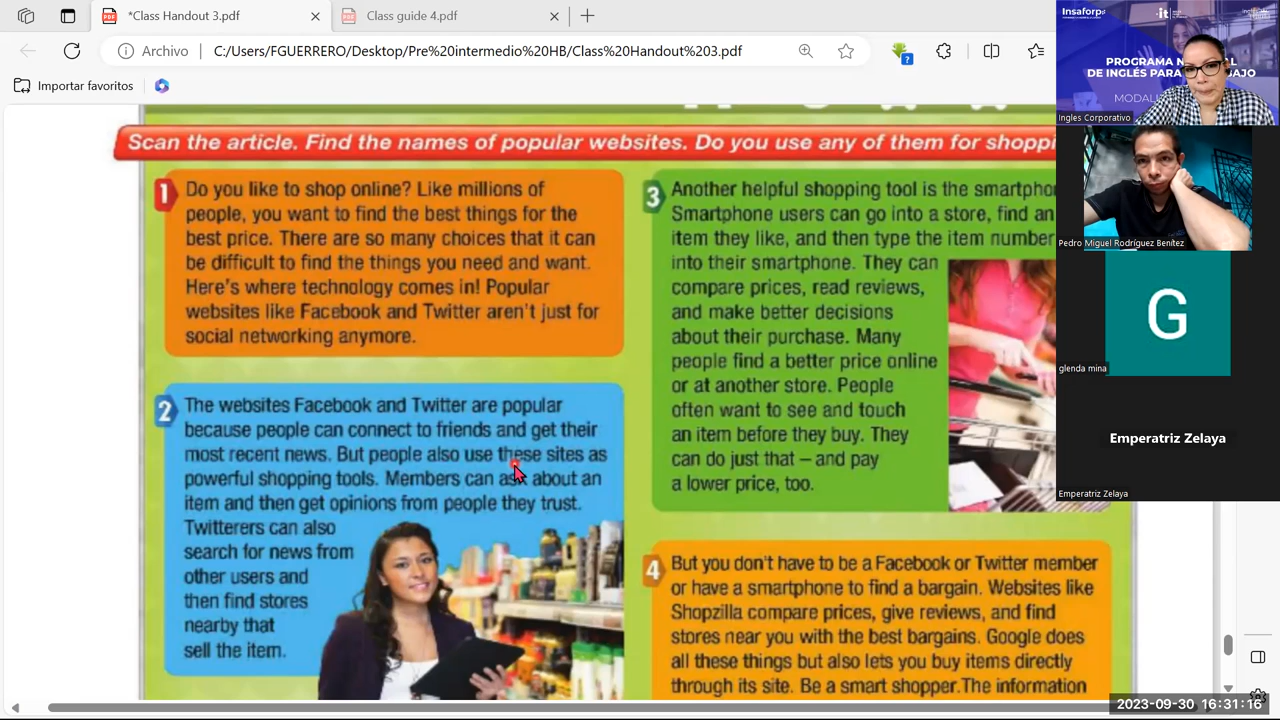 *Class Handout 3.pdf
Class guide 4.pdf
Archivo
C:/Users/FGUERRERO/Desktop/Pre%20intermedio%20HB/Class%20Handout%203.pdf
Importar favoritos
Scan the article. Find the names of popular websites. Do you use any of them for shoppi
1
Do you like to shop online? Like millions of
people, you want to find the best things for the
best price. There are so many choices that it can
be difficult to find the things you need and want.
Here's where technology comes in! Popular
websites like Facebook and Twitter aren't just for
social networking anymore.
2
The websites Facebook and Twitter are popular
because people can connect to friends and get their
most recent news. But people also use these sites as
powerful shopping tools. Members can ask about an
item and then get opinions from people they trust.
Twitterers can also
search for news from
other users and
then find stores
nearby that
sell the item.
3
Another helpful shopping tool is the smartpho
Smartphone users can go into a store, find an
item they like, and then type the item number
into their smartphone. They can
compare prices, read reviews,
and make better decisions
about their purchase. Many
people find a better price online
or at another store. People
often want to see and touch
an item before they buy. They
can do just that – and pay
a lower price, too.
4
But you don't have to be a Facebook or Twitter member
or have a smartphone to find a bargain. Websites like
Shopzilla compare prices, give reviews, and find
stores near you with the best bargains. Google does
all these things but also lets you buy items directly
through its site. Be a smart shopper.The information
Insaforp
it
PROGRAMA N L
DE INGLÉS PARA AJO
MODALI
Ingles Corporativo
Pedro Miguel Rodríguez Benítez
G
glenda mina
Emperatriz Zelaya
Emperatriz Zelaya
2023-09-30 16:31:16